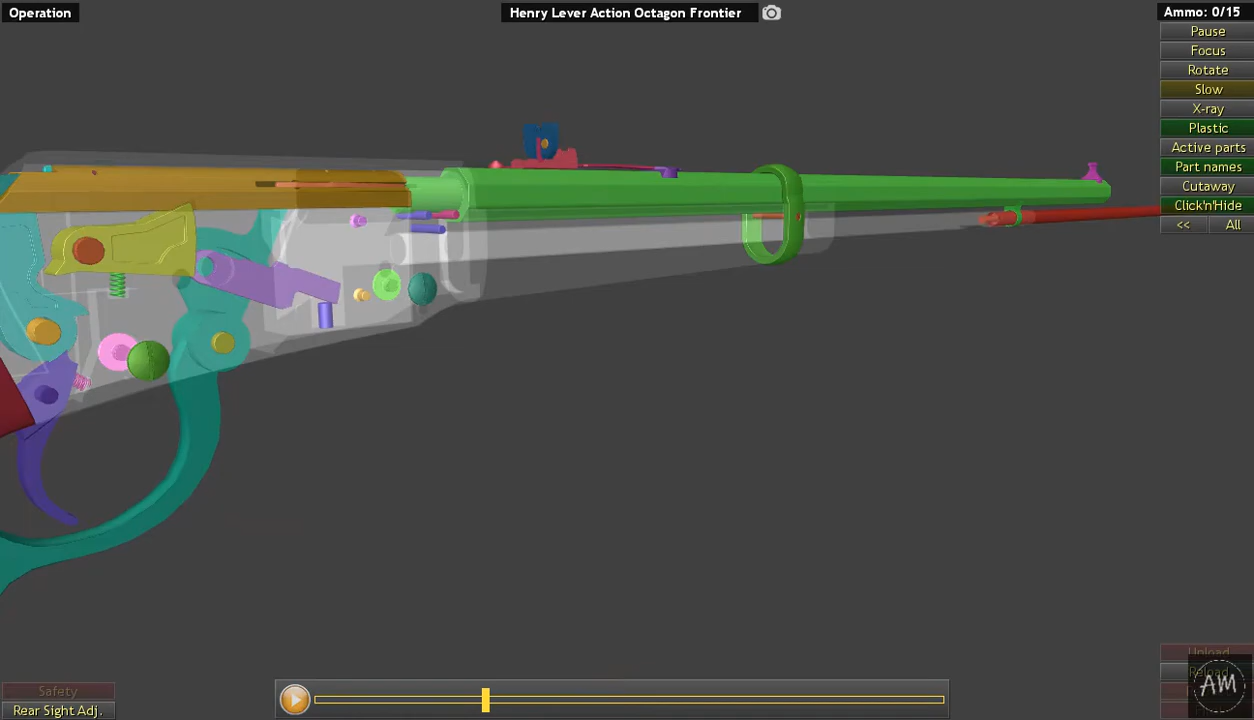 Operation
Henry Lever Action Octagon Frontier
Ammo: 0/15
Pause
Focus
Rotate
Slow
X-ray
Plastic
Active parts
Part names
Cutaway
Click'n'Hide
<< All
Unload
Reload
AM
Safety
Rear Sight Adj.